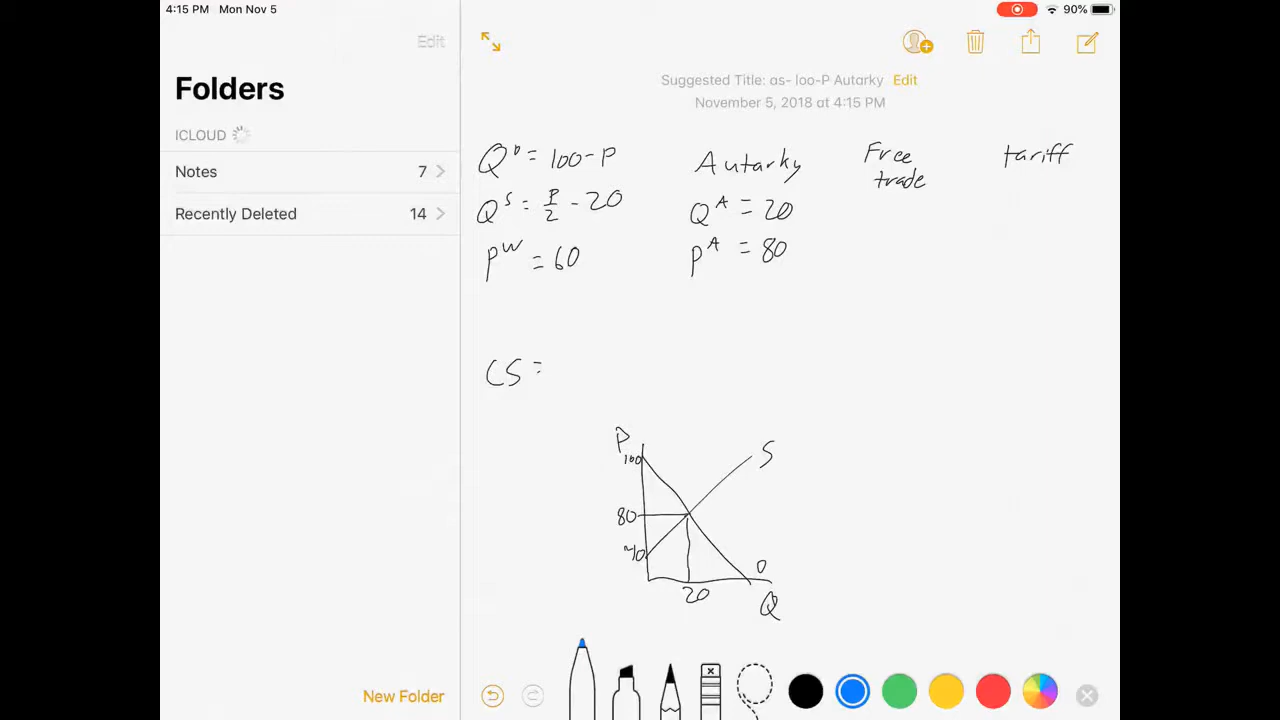 4:15 PM Mon Nov 5
90%
Edit
Folders
ICLOUD
Notes 7
Recently Deleted 14
New Folder
Suggested Title: as- loo-P Autarky Edit
November 5, 2018 at 4:15 PM
Q^D = 100-P
Q^S = P/2 - 20
P^W = 60
Autarky
Q^A = 20
P^A = 80
Free
trade
tariff
CS =
P
100
S
80
40
D
20
Q